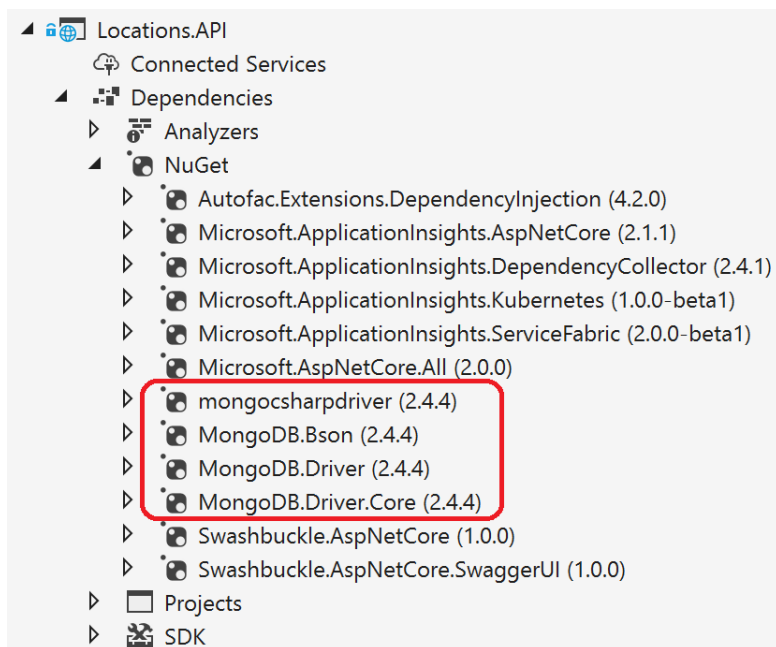 Locations.API
Connected Services
Dependencies
Analyzers
NuGet
Autofac.Extensions.DependencyInjection (4.2.0)
Microsoft.ApplicationInsights.AspNetCore (2.1.1)
Microsoft.ApplicationInsights.DependencyCollector (2.4.1)
Microsoft.ApplicationInsights.Kubernetes (1.0.0-beta1)
Microsoft.ApplicationInsights.ServiceFabric (2.0.0-beta1)
Microsoft.AspNetCore.All (2.0.0)
mongocsharpdriver (2.4.4)
MongoDB.Bson (2.4.4)
MongoDB.Driver (2.4.4)
MongoDB.Driver.Core (2.4.4)
Swashbuckle.AspNetCore (1.0.0)
Swashbuckle.AspNetCore.SwaggerUI (1.0.0)
Projects
SDK